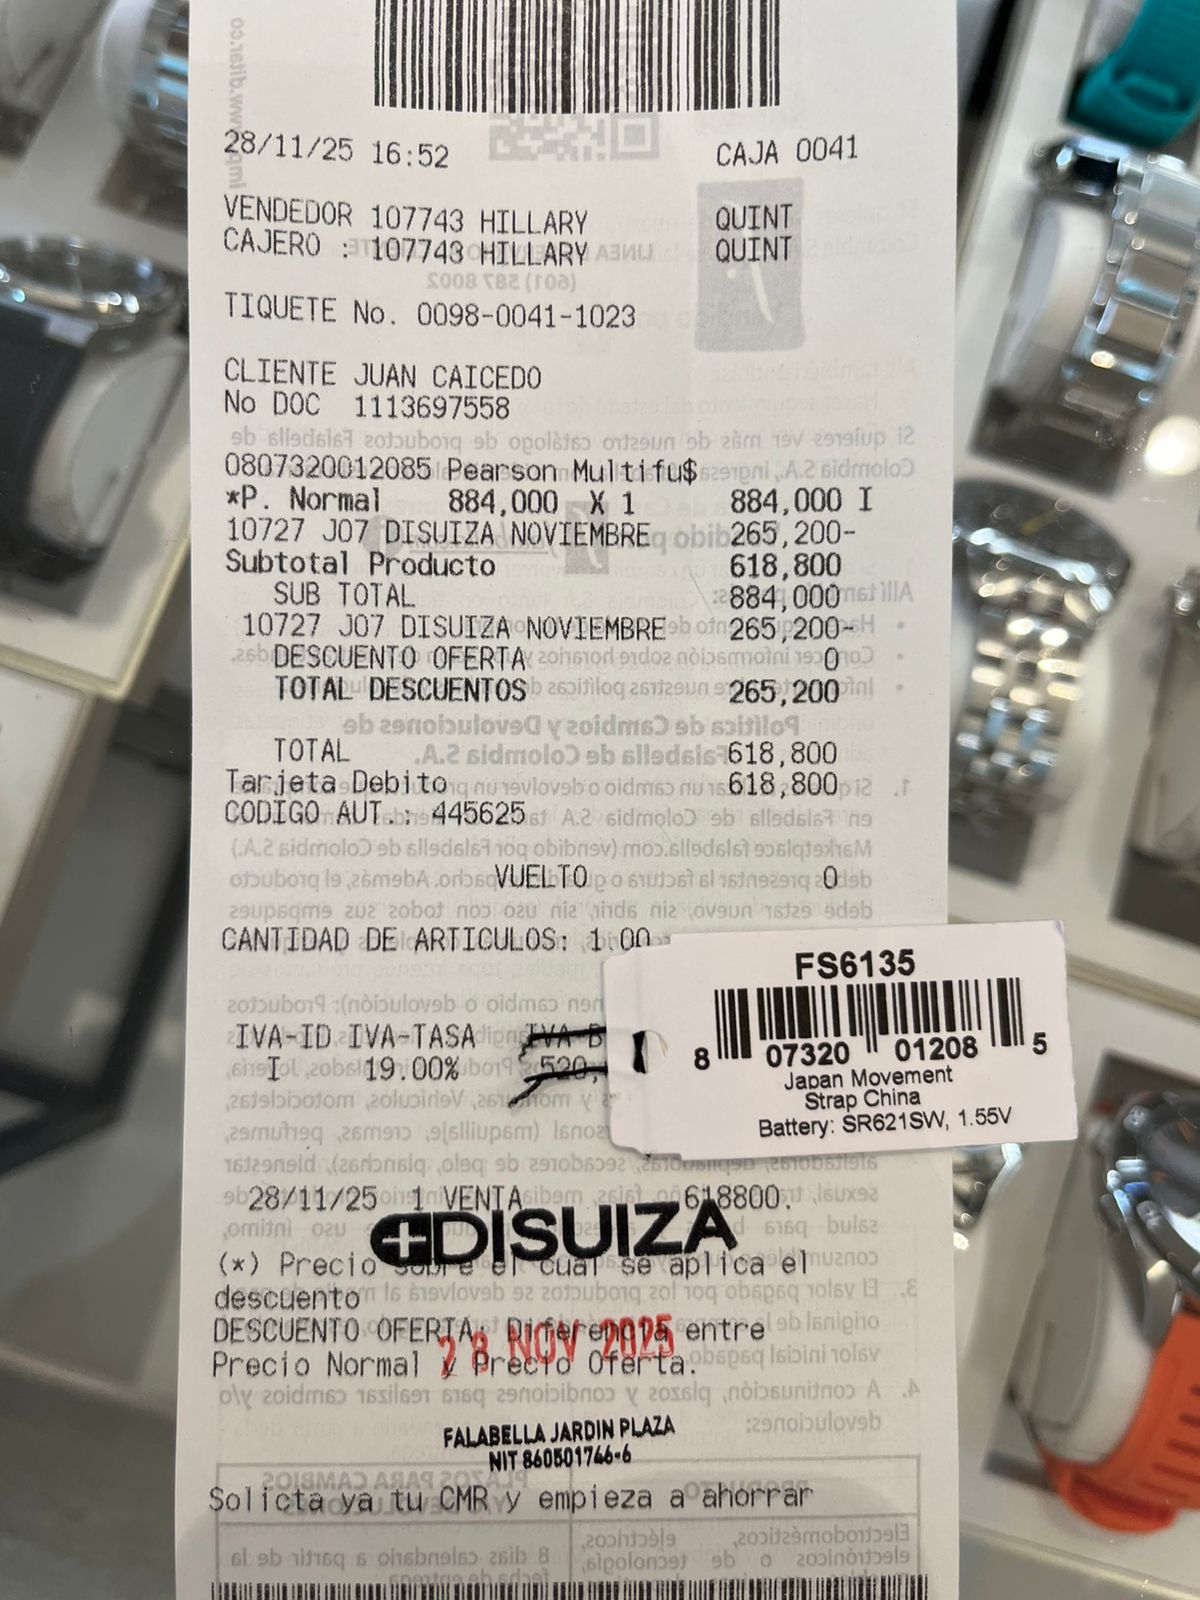 28/11/25 16:52 CAJA 0041
VENDEDOR 107743 HILLARY QUINT
CAJERO : 107743 HILLARY QUINT
TIQUETE No. 0098-0041-1023
CLIENTE JUAN CAICEDO
No DOC 1113697558
0807320012085 Pearson Multifu$
*P. Normal 884,000 X 1 884,000 I
10727 J07 DISUIZA NOVIEMBRE 265,200-
Subtotal Producto 618,800
SUB TOTAL 884,000
10727 J07 DISUIZA NOVIEMBRE 265,200-
DESCUENTO OFERTA 0
TOTAL DESCUENTOS 265,200
TOTAL 618,800
Tarjeta Debito 618,800
CODIGO AUT.: 445625
VUELTO 0
CANTIDAD DE ARTICULOS: 1.00
FS6135
8 07320 01208 5
Japan Movement
Strap China
Battery: SR621SW, 1.55V
IVA-ID IVA-TASA IVA B
I 19.00% 520,
28/11/25 1 VENTA 618800.
DISUIZA
(*) Precio sobre el cual se aplica el
descuento
DESCUENTO OFERTA. Diferencia entre
28 NOV 2025
Precio Normal y Precio Oferta.
FALABELLA JARDIN PLAZA
NIT 860501766-6
Solicta ya tu CMR y empieza a ahorrar